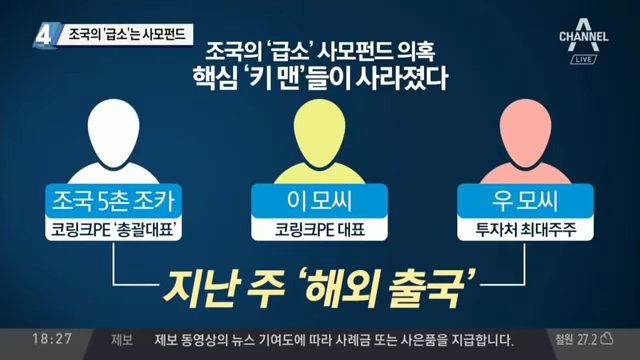 4 조국의 '급소'는 사모펀드
CHANNEL A
LIVE
조국의 '급소' 사모펀드 의혹
핵심 '키 맨'들이 사라졌다
조국 5촌 조카
코링크PE '총괄대표'
이 모씨
코링크PE 대표
우 모씨
투자처 최대주주
지난 주 '해외 출국'
18:27 제보 제보 동영상의 뉴스 기여도에 따라 사례금 또는 사은품을 지급합니다. 철원 27.2